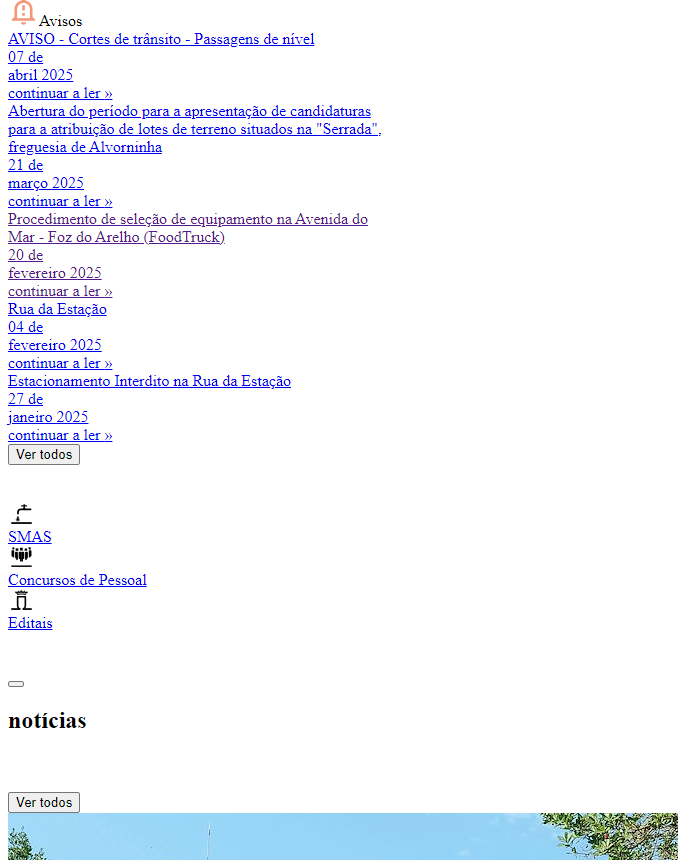 Avisos
AVISO - Cortes de trânsito - Passagens de nível
07 de
abril 2025
continuar a ler »
Abertura do período para a apresentação de candidaturas
para a atribuição de lotes de terreno situados na "Serrada",
freguesia de Alvorninha
21 de
março 2025
continuar a ler »
Procedimento de seleção de equipamento na Avenida do
Mar - Foz do Arelho (FoodTruck)
20 de
fevereiro 2025
continuar a ler »
Rua da Estação
04 de
fevereiro 2025
continuar a ler »
Estacionamento Interdito na Rua da Estação
27 de
janeiro 2025
continuar a ler »
Ver todos
SMAS
Concursos de Pessoal
Editais
notícias
Ver todos